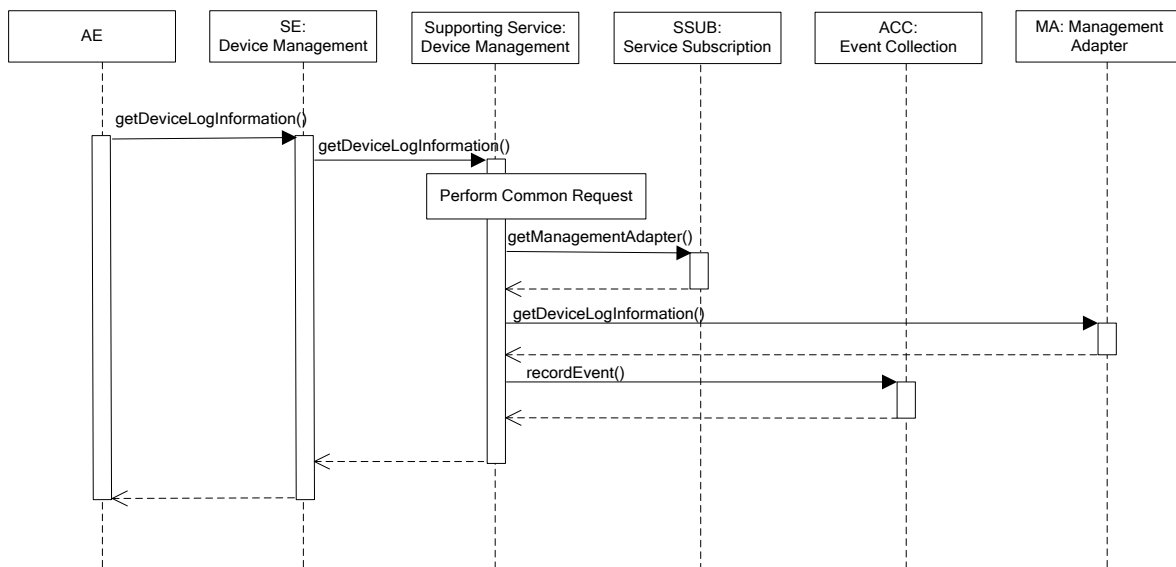 AE
SE:
Device Management
Supporting Service:
Device Management
SSUB:
Service Subscription
ACC:
Event Collection
MA: Management
Adapter
getDeviceLogInformation()
getDeviceLogInformation()
Perform Common Request
getManagementAdapter()
getDeviceLogInformation()
recordEvent()